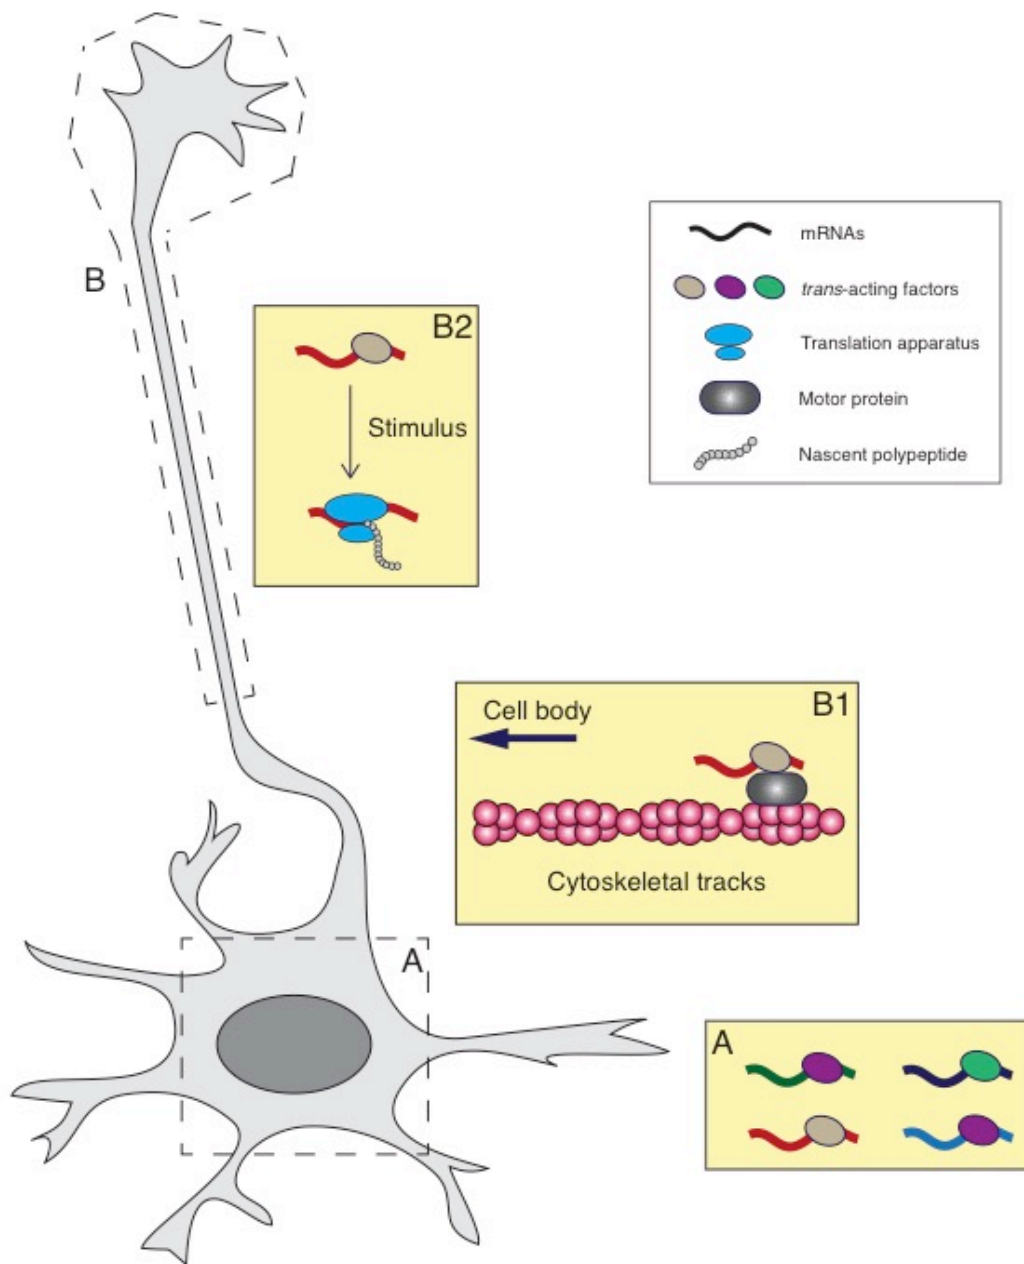 B
B2
Stimulus
mRNAs
trans-acting factors
Translation apparatus
Motor protein
Nascent polypeptide
B1
Cell body
Cytoskeletal tracks
A
A